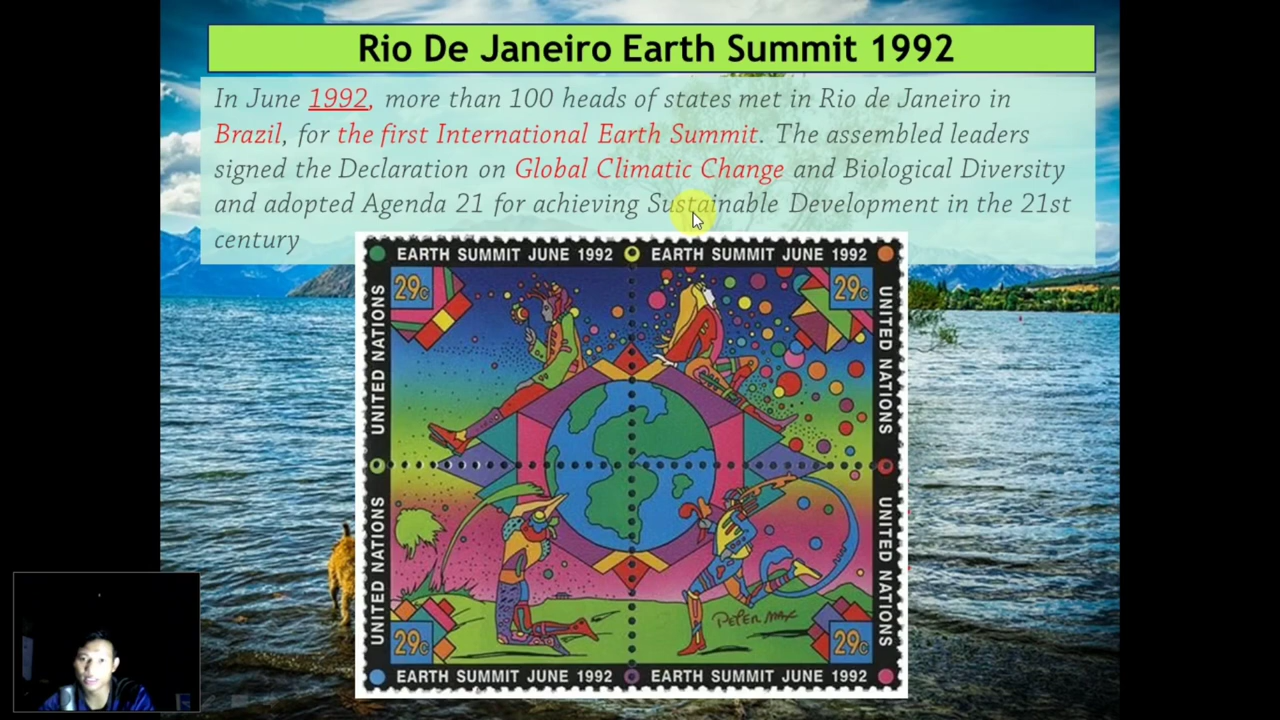 Rio De Janeiro Earth Summit 1992
In June 1992, more than 100 heads of states met in Rio de Janeiro in
Brazil, for the first International Earth Summit. The assembled leaders
signed the Declaration on Global Climatic Change and Biological Diversity
and adopted Agenda 21 for achieving Sustainable Development in the 21st
century
EARTH SUMMIT JUNE 1992
EARTH SUMMIT JUNE 1992
29c
29c
UNITED NATIONS
UNITED NATIONS
UNITED NATIONS
UNITED NATIONS
PETER MAX
29c
29c
EARTH SUMMIT JUNE 1992
EARTH SUMMIT JUNE 1992